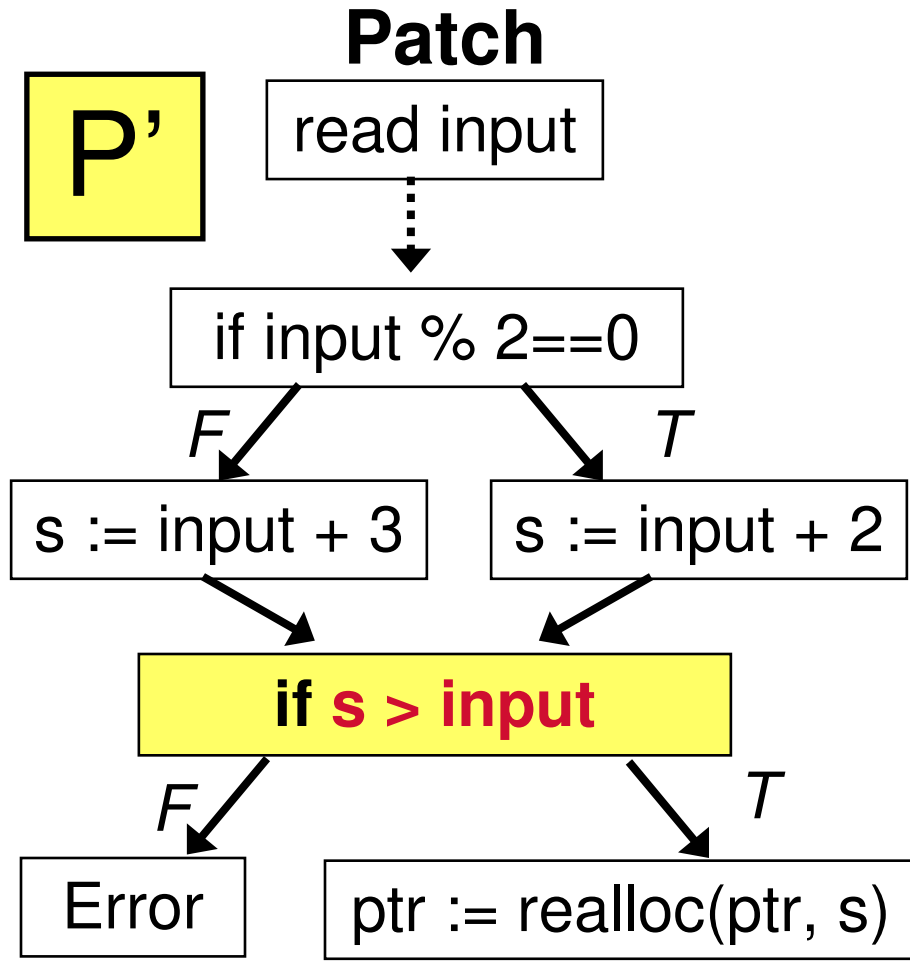 Patch
P’
read input
if input % 2==0
F
T
s := input + 3
s := input + 2
if s > input
F
T
Error
ptr := realloc(ptr, s)